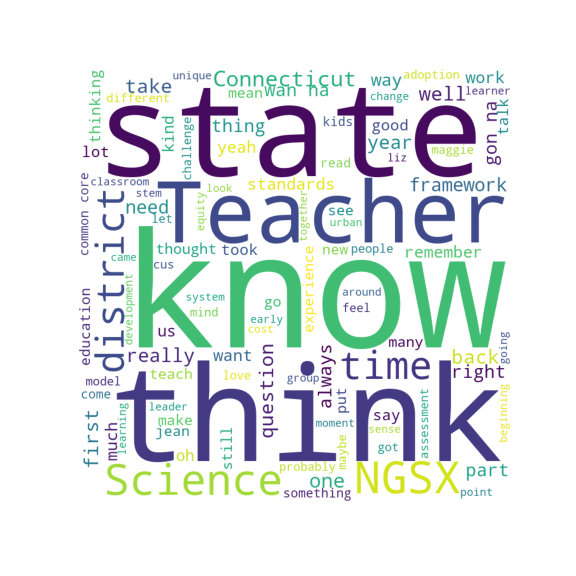 unique
Connecticut
way
adoption
work
take
wan na
mean
well
learner
different
thinking
kind
challenge
thing
kids
change
good
talk
state
lot
yeah
read
year
liz
maggie
gon na
classroom
standards
framework
common core
stem
look
need
let
equity
Teacher
together
see
urban
district
came
thought
took
new
people
remember
education
development
cus
know
system
mind
go
experience
around
feel
us
early
cost
really
want
question
always
time
many
back
right
going
model
teach
love
group
think
come
much
learning
leader
make
jean
moment
put
say
sense
got
assessment
beginning
first
oh
still
probably
maybe
Science
something
one
NGSX
part
point